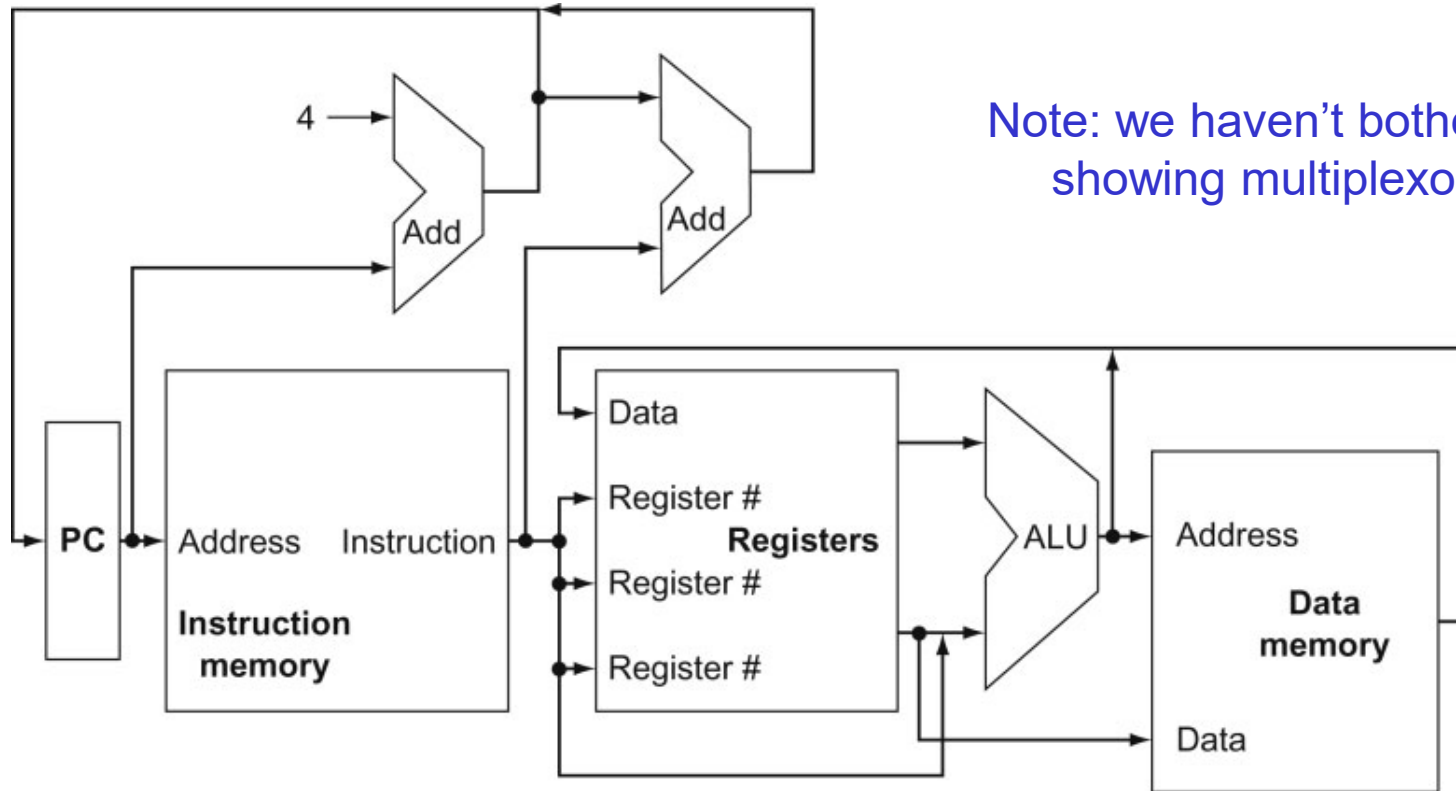 Note: we haven't bothe
showing multiplexo
4
Add
Add
Data
Register #
PC
Address
Instruction
Registers
ALU
Address
Register #
Instruction
memory
Data
memory
Register #
Data